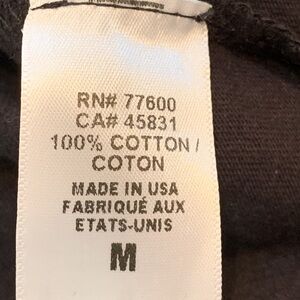 RN# 77600
CA# 45831
100% COTTON /
COTON
MADE IN USA
FABRIQUÉ AUX
ETATS-UNIS
M